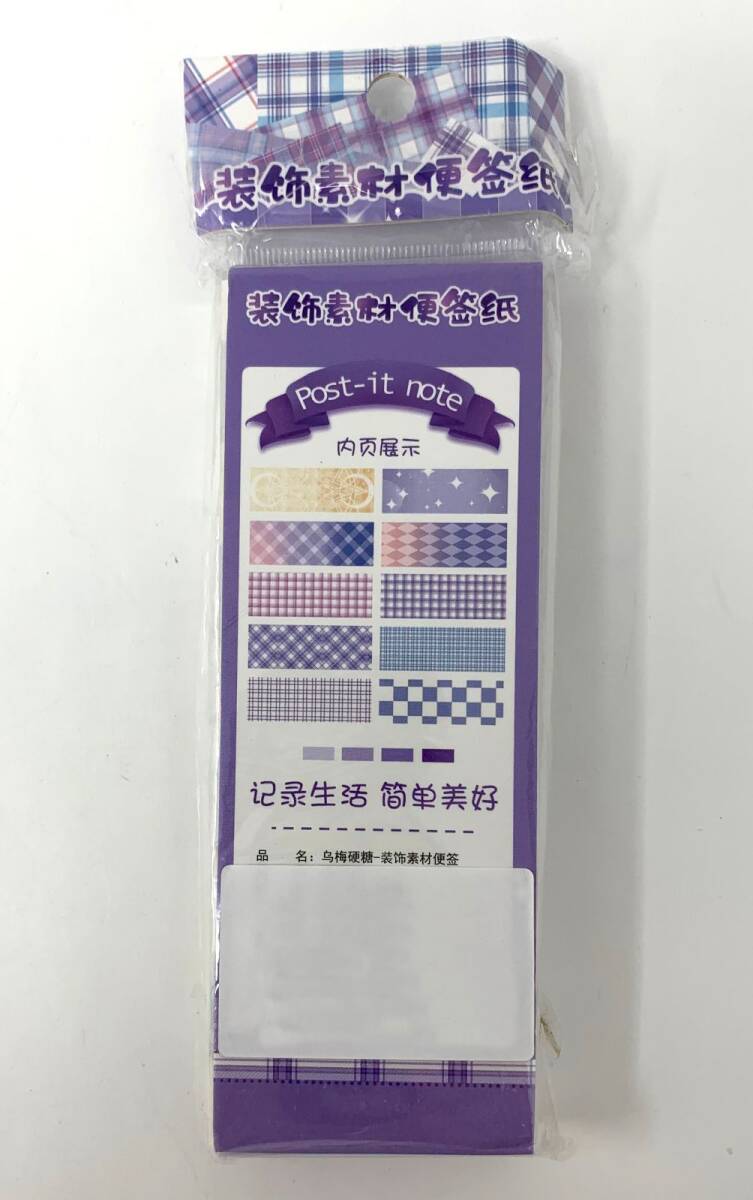 装饰素材便签纸
装饰素材便签纸
Post-it note
内页展示
记录生活 简单美好
品 名：乌梅硬糖-装饰素材便签